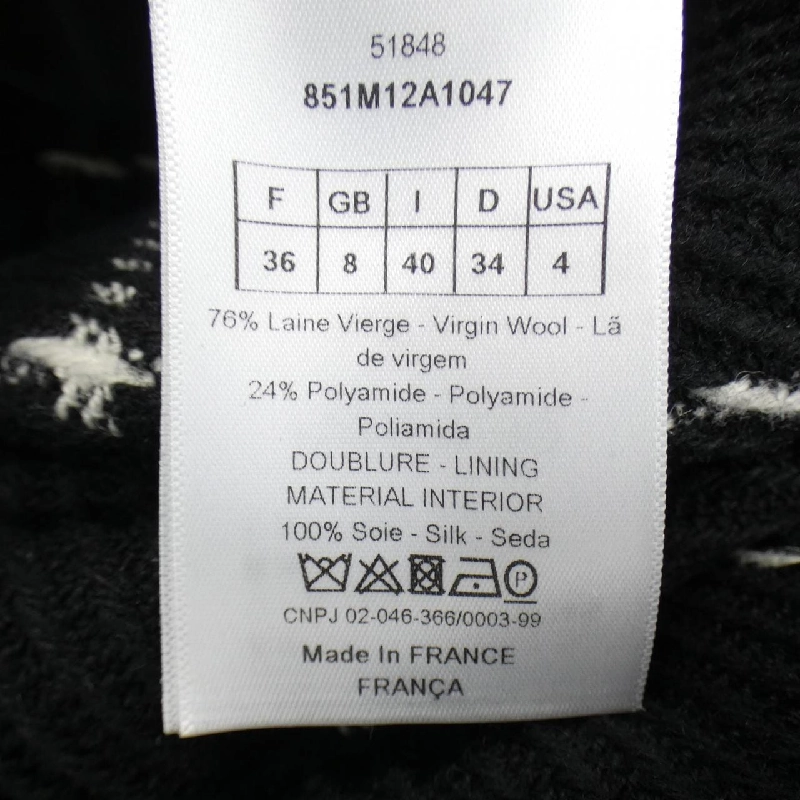 51848
851M12A1047
F GB I D USA
36 8 40 34 4
76% Laine Vierge - Virgin Wool - Lã
de virgem
24% Polyamide - Polyamide -
Poliamida
DOUBLURE - LINING
MATERIAL INTERIOR
100% Soie - Silk - Seda
P
CNPJ 02-046-366/0003-99
Made In FRANCE
FRANÇA